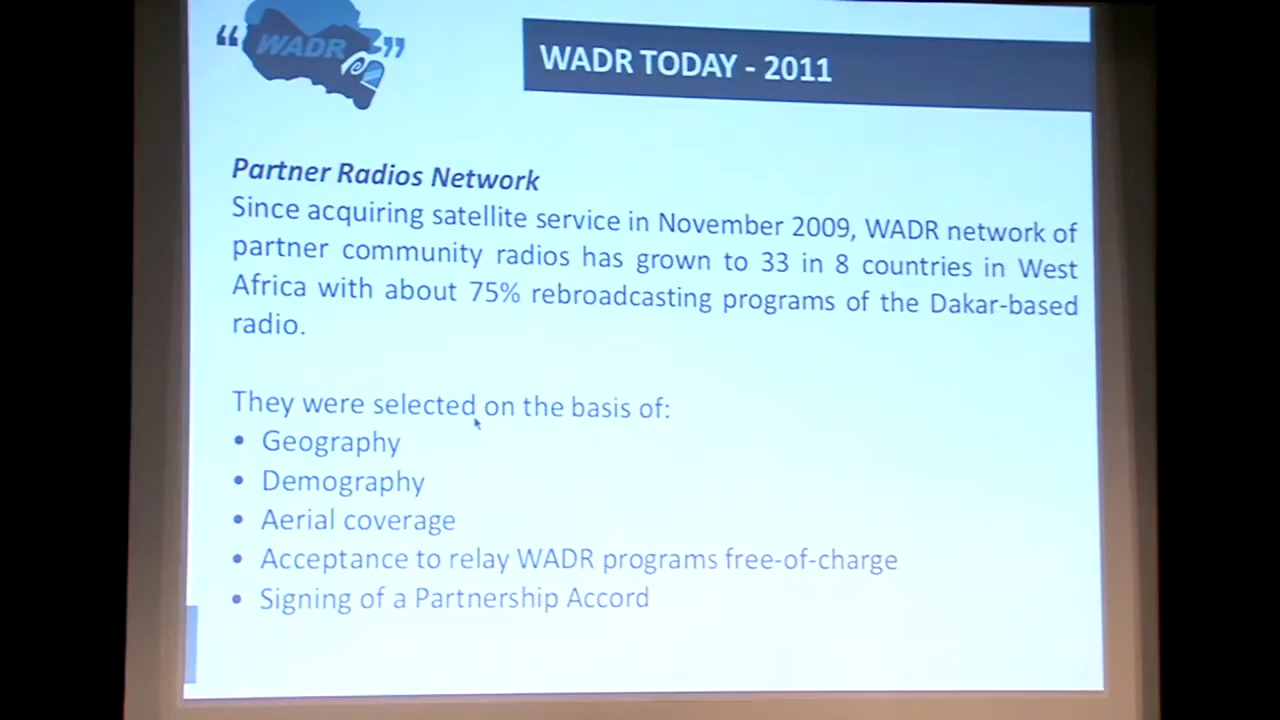 “WADR”
WADR TODAY - 2011
Partner Radios Network
Since acquiring satellite service in November 2009, WADR network of
partner community radios has grown to 33 in 8 countries in West
Africa with about 75% rebroadcasting programs of the Dakar-based
radio.
They were selected on the basis of:
• Geography
• Demography
• Aerial coverage
• Acceptance to relay WADR programs free-of-charge
• Signing of a Partnership Accord